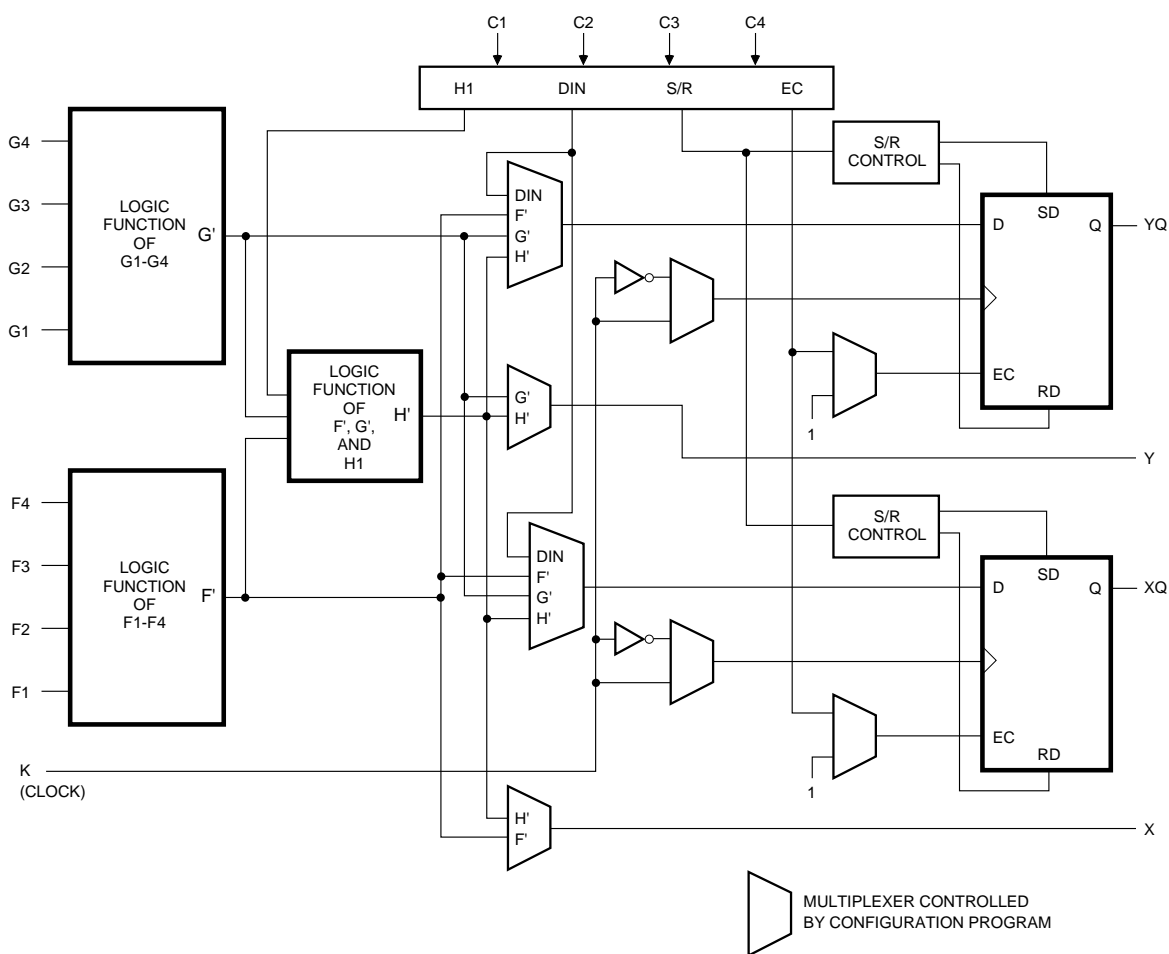 C1 C2 C3 C4
H1 DIN S/R EC
G4
G3
G2
G1
LOGIC
FUNCTION
OF
G1-G4
G'
DIN
F'
G'
H'
S/R
CONTROL
SD
D
Q
YQ
EC
RD
1
LOGIC
FUNCTION
OF
F', G',
AND
H1
H'
G'
H'
Y
F4
F3
F2
F1
LOGIC
FUNCTION
OF
F1-F4
F'
DIN
F'
G'
H'
S/R
CONTROL
SD
D
Q
XQ
EC
RD
1
K
(CLOCK)
H'
F'
X
MULTIPLEXER CONTROLLED
BY CONFIGURATION PROGRAM